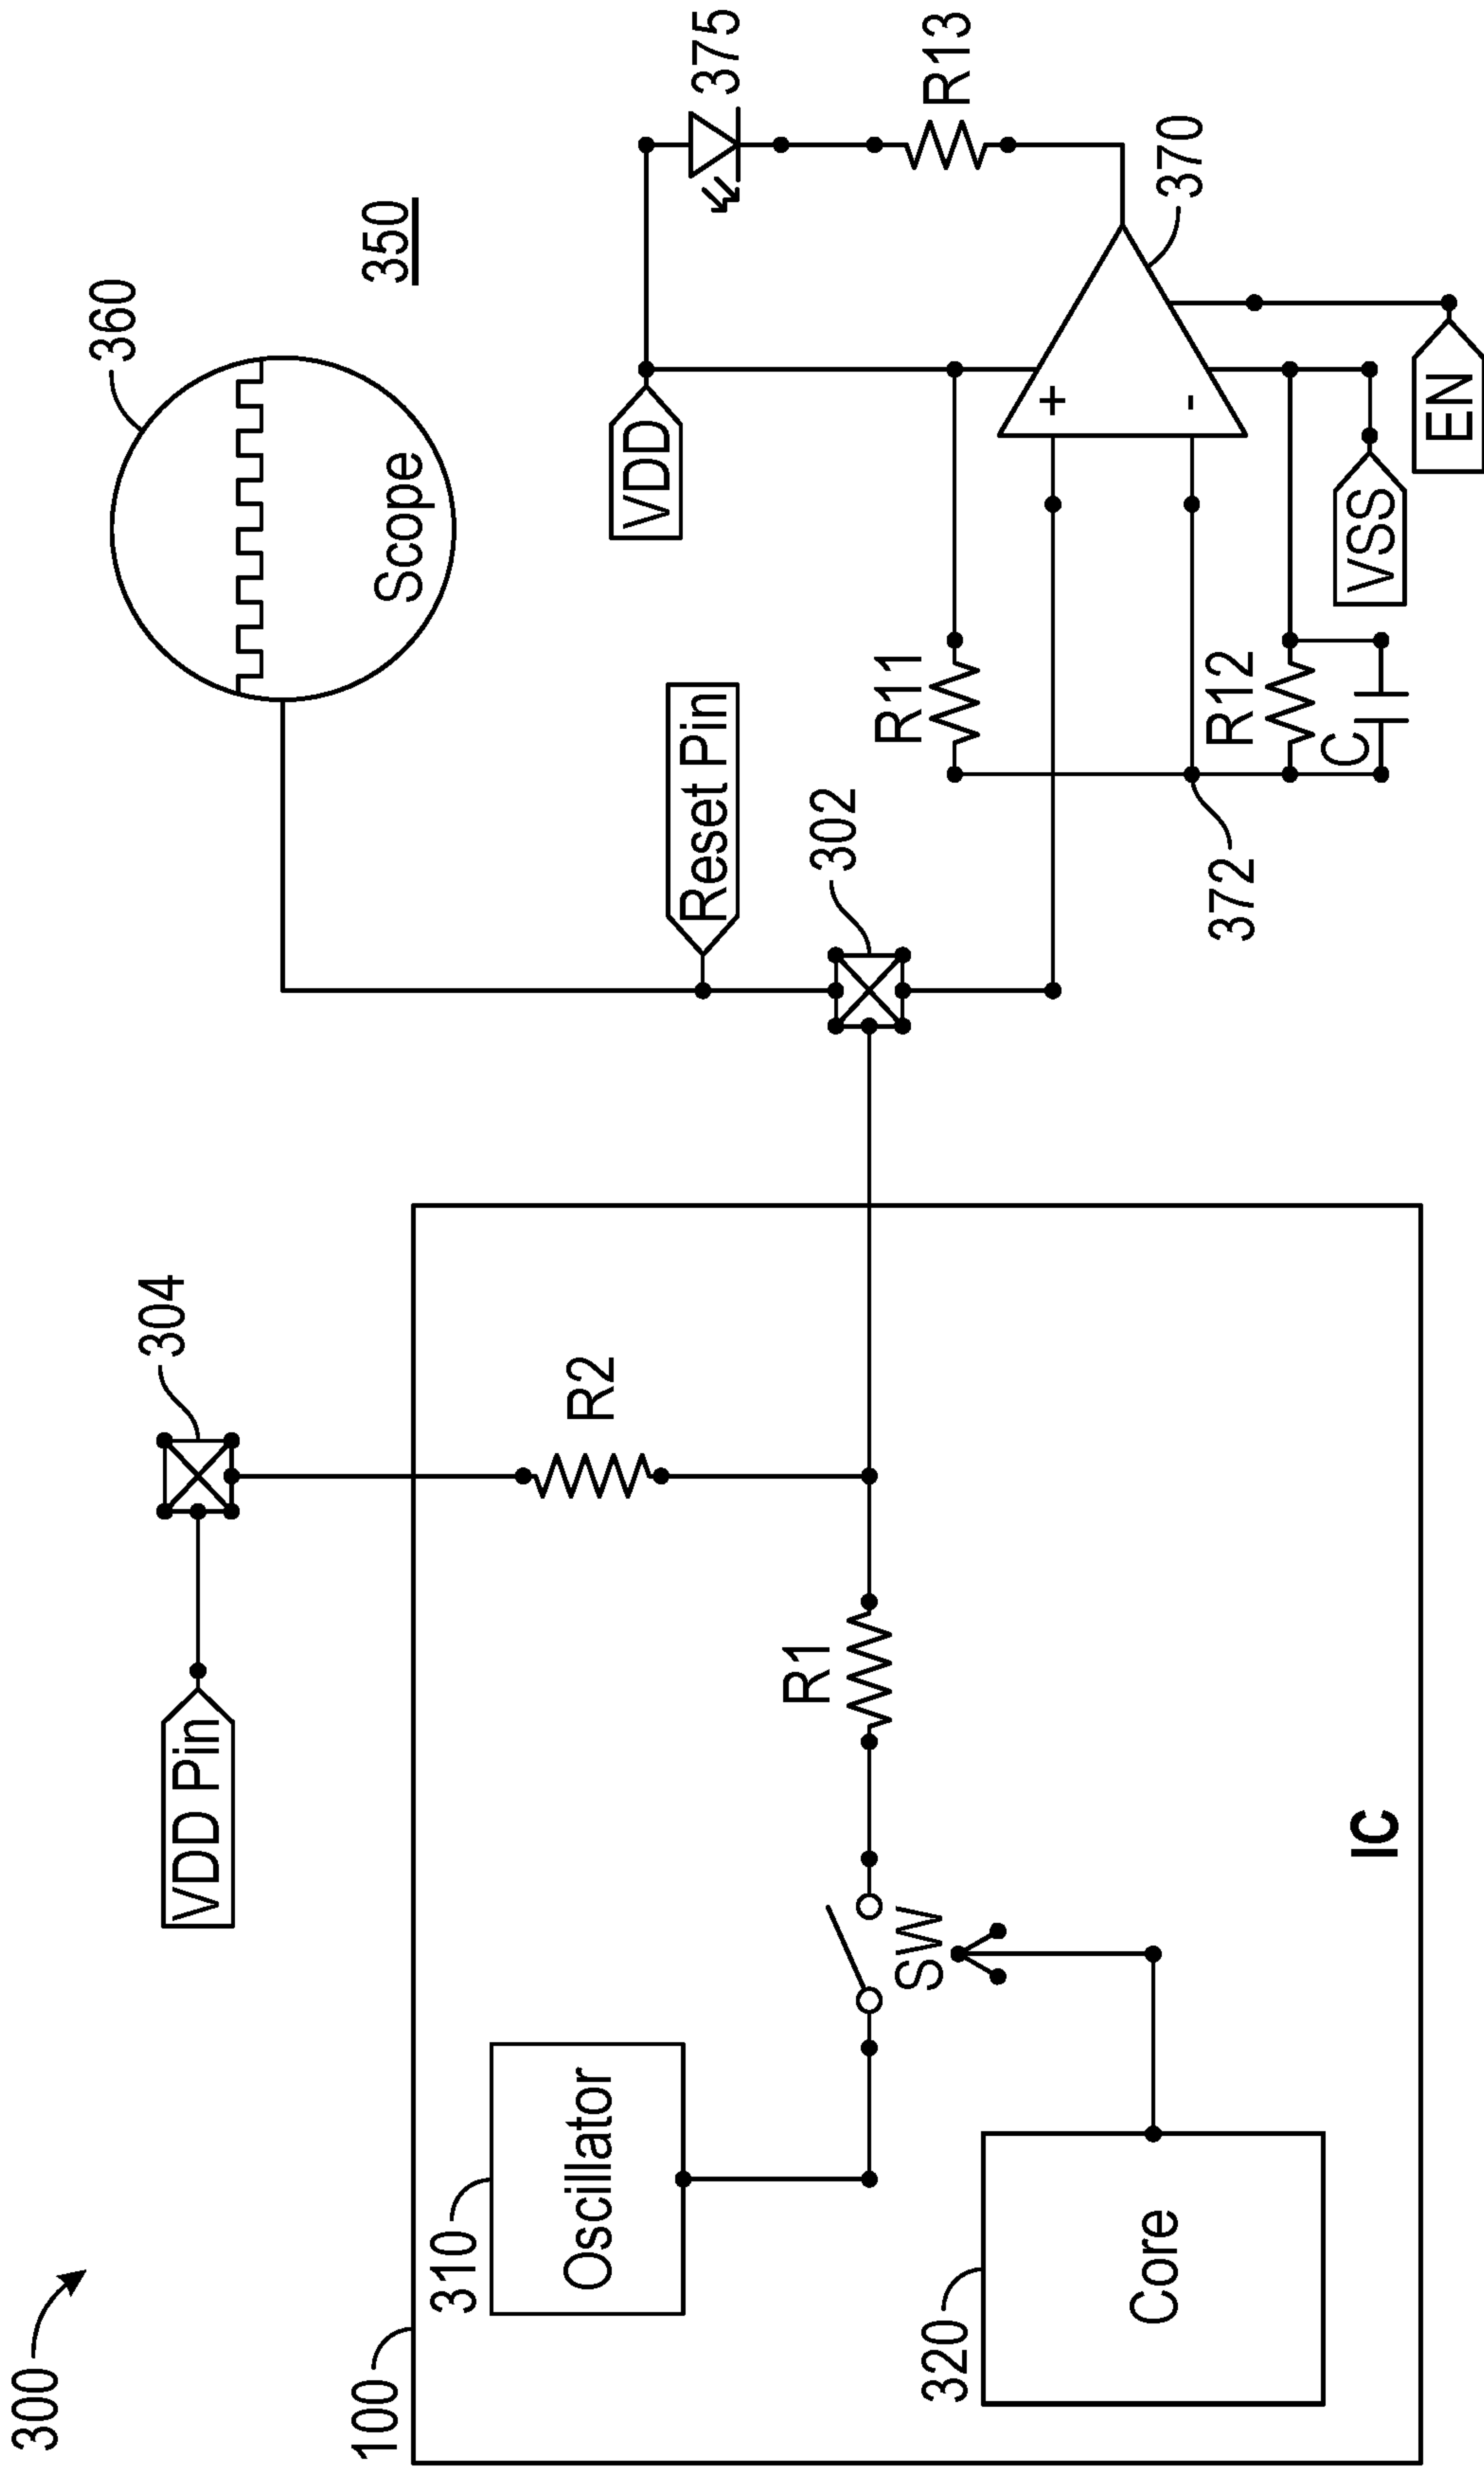 300
100
310
Oscillator
320
Core
SW
R1
R2
IC
VDD Pin
304
302
Reset Pin
360
Scope
350
VDD
375
R13
370
+
-
R11
R12
C
372
VSS
EN